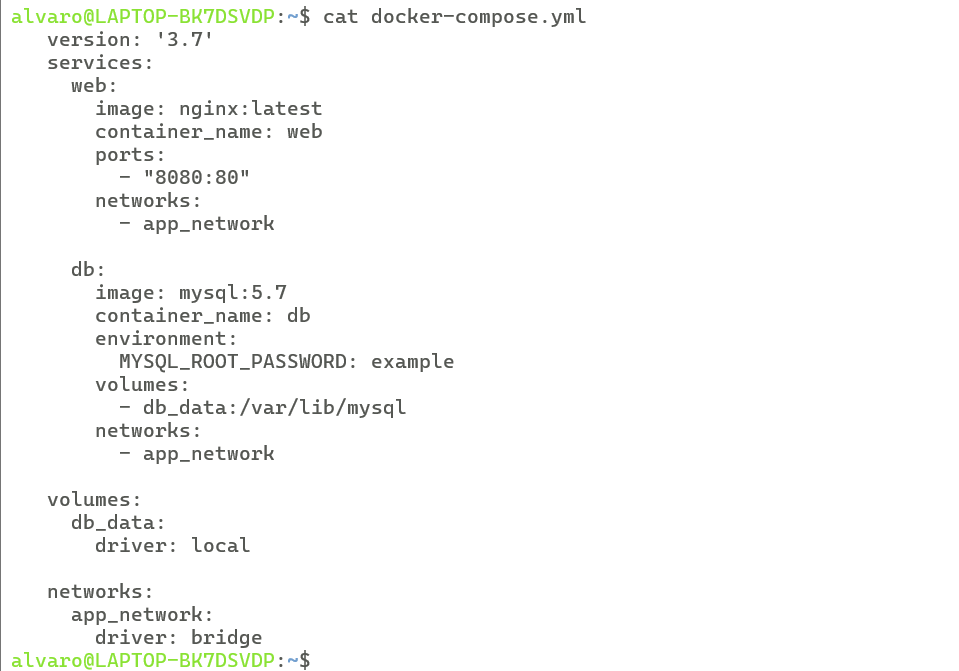 alvaro@LAPTOP-BK7DSVDP:~$ cat docker-compose.yml
   version: '3.7'
   services:
     web:
       image: nginx:latest
       container_name: web
       ports:
         - "8080:80"
       networks:
         - app_network

     db:
       image: mysql:5.7
       container_name: db
       environment:
         MYSQL_ROOT_PASSWORD: example
       volumes:
         - db_data:/var/lib/mysql
       networks:
         - app_network

   volumes:
     db_data:
       driver: local

   networks:
     app_network:
       driver: bridge
alvaro@LAPTOP-BK7DSVDP:~$